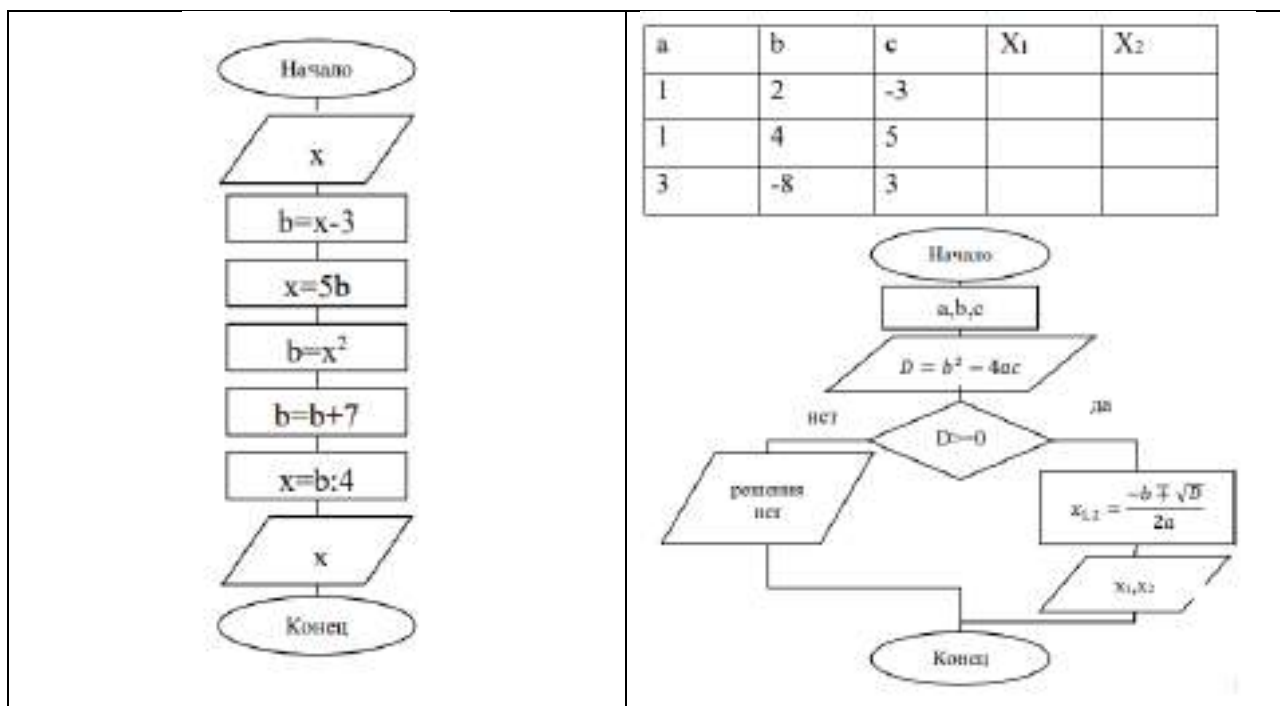 Начало
x
b=x-3
x=5b
b=x²
b=b+7
x=b:4
x
Конец
a b c X₁ X₂
1 2 -3
1 4 5
3 -8 3
Начало
a,b,c
D = b² − 4ac
нет
да
D>=0
решения
нет
x₁,₂ = (−b ∓ √D) / 2a
x₁,x₂
Конец